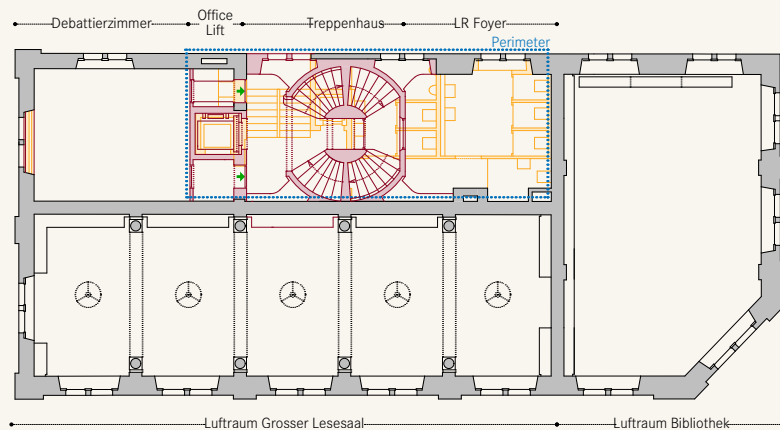 Debattierzimmer
Office
Lift
Treppenhaus
LR Foyer
Perimeter
Luftraum Grosser Lesesaal
Luftraum Bibliothek